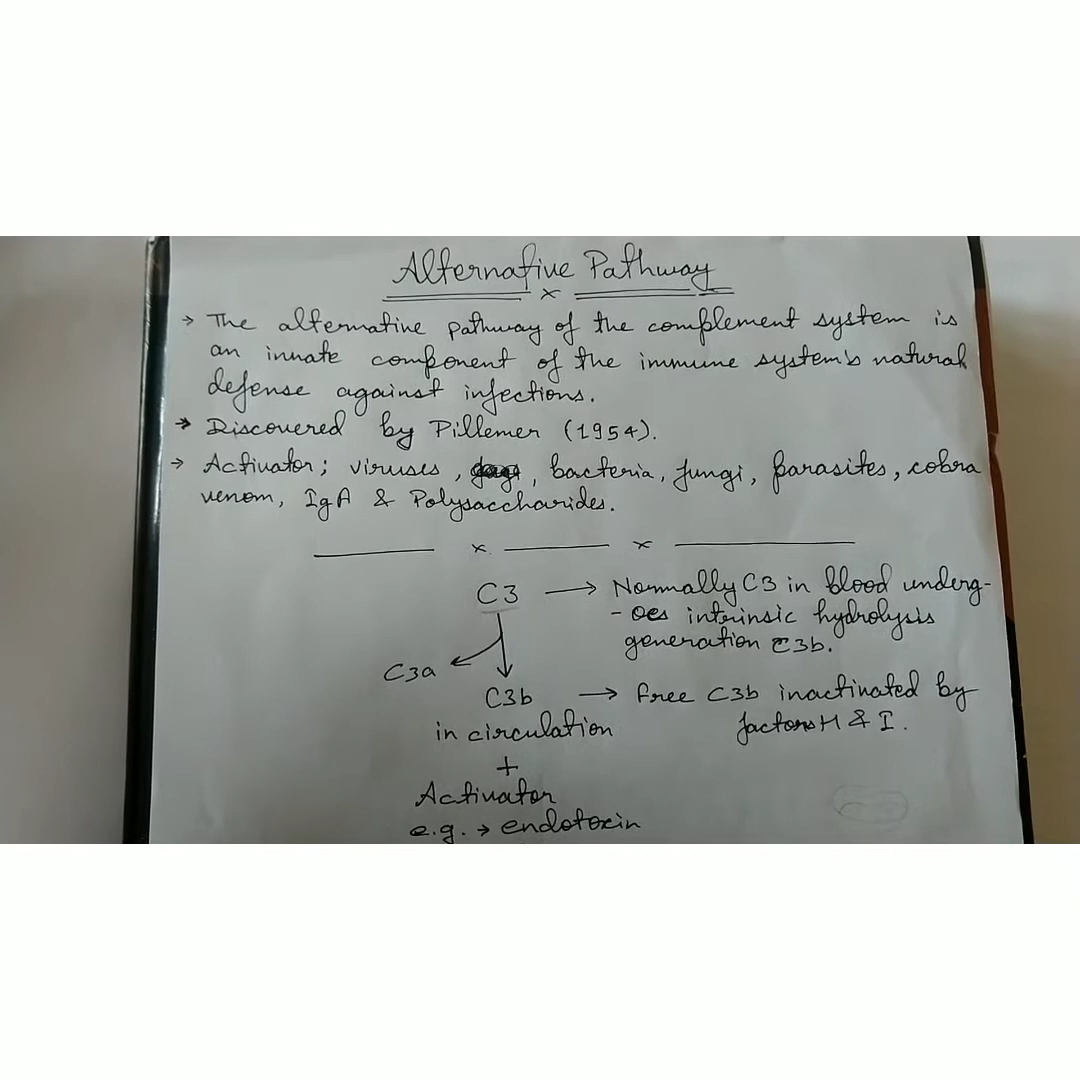 Alternative Pathway
x
→ The alternative pathway of the complement system is
an innate component of the immune system's natural
defense against infections.
→ Discovered by Pillemer (1954).
→ Activator; viruses, , bacteria, fungi, parasites, cobra
venom, IgA & Polysaccharides.
x x
C3 → Normally C3 in blood underg-
-oes intrinsic hydrolysis
generation C3b.
C3a
C3b → free C3b inactivated by
in circulation factors H & I.
+
Activator
e.g. → endotoxin